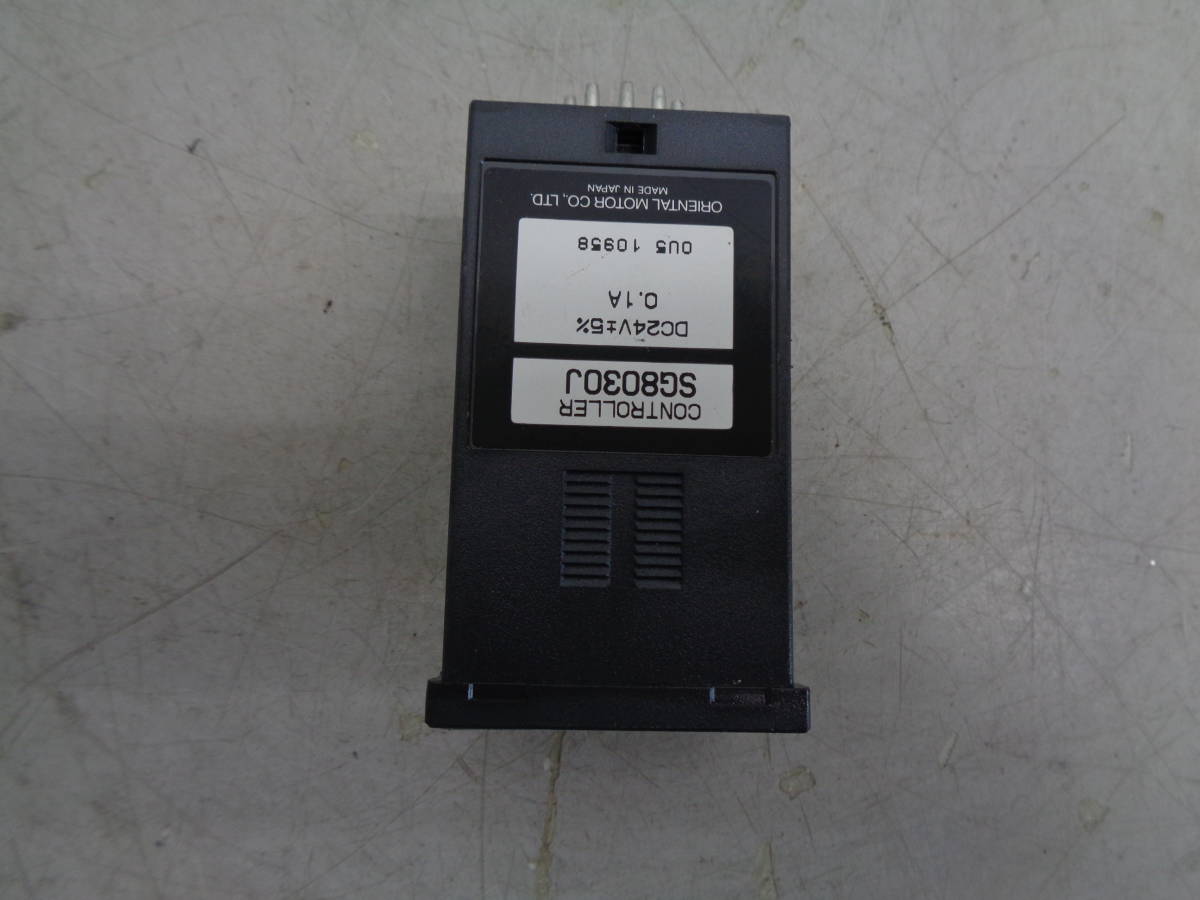 CONTROLLER
SG8030J
DC24V±5%
0.1A
0U5 10958
ORIENTAL MOTOR CO., LTD.
MADE IN JAPAN